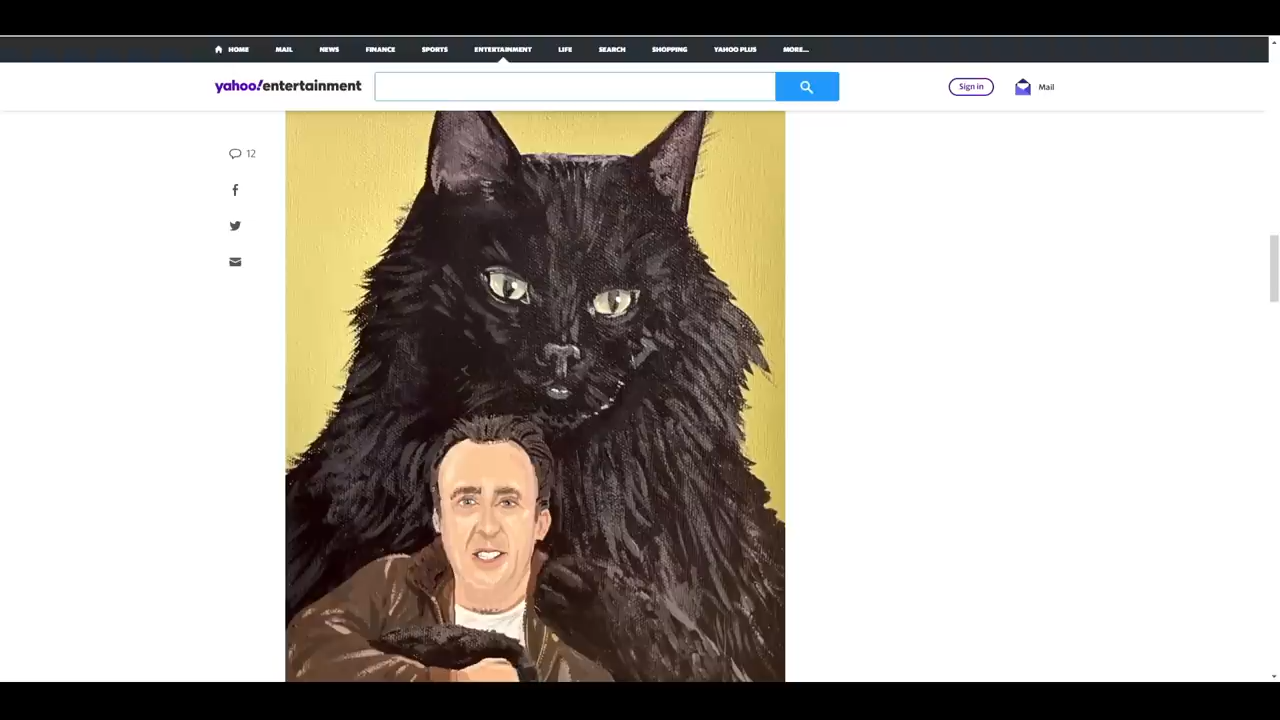 HOME MAIL NEWS FINANCE SPORTS ENTERTAINMENT LIFE SEARCH SHOPPING YAHOO PLUS MORE...
yahoo!entertainment Sign in Mail
12